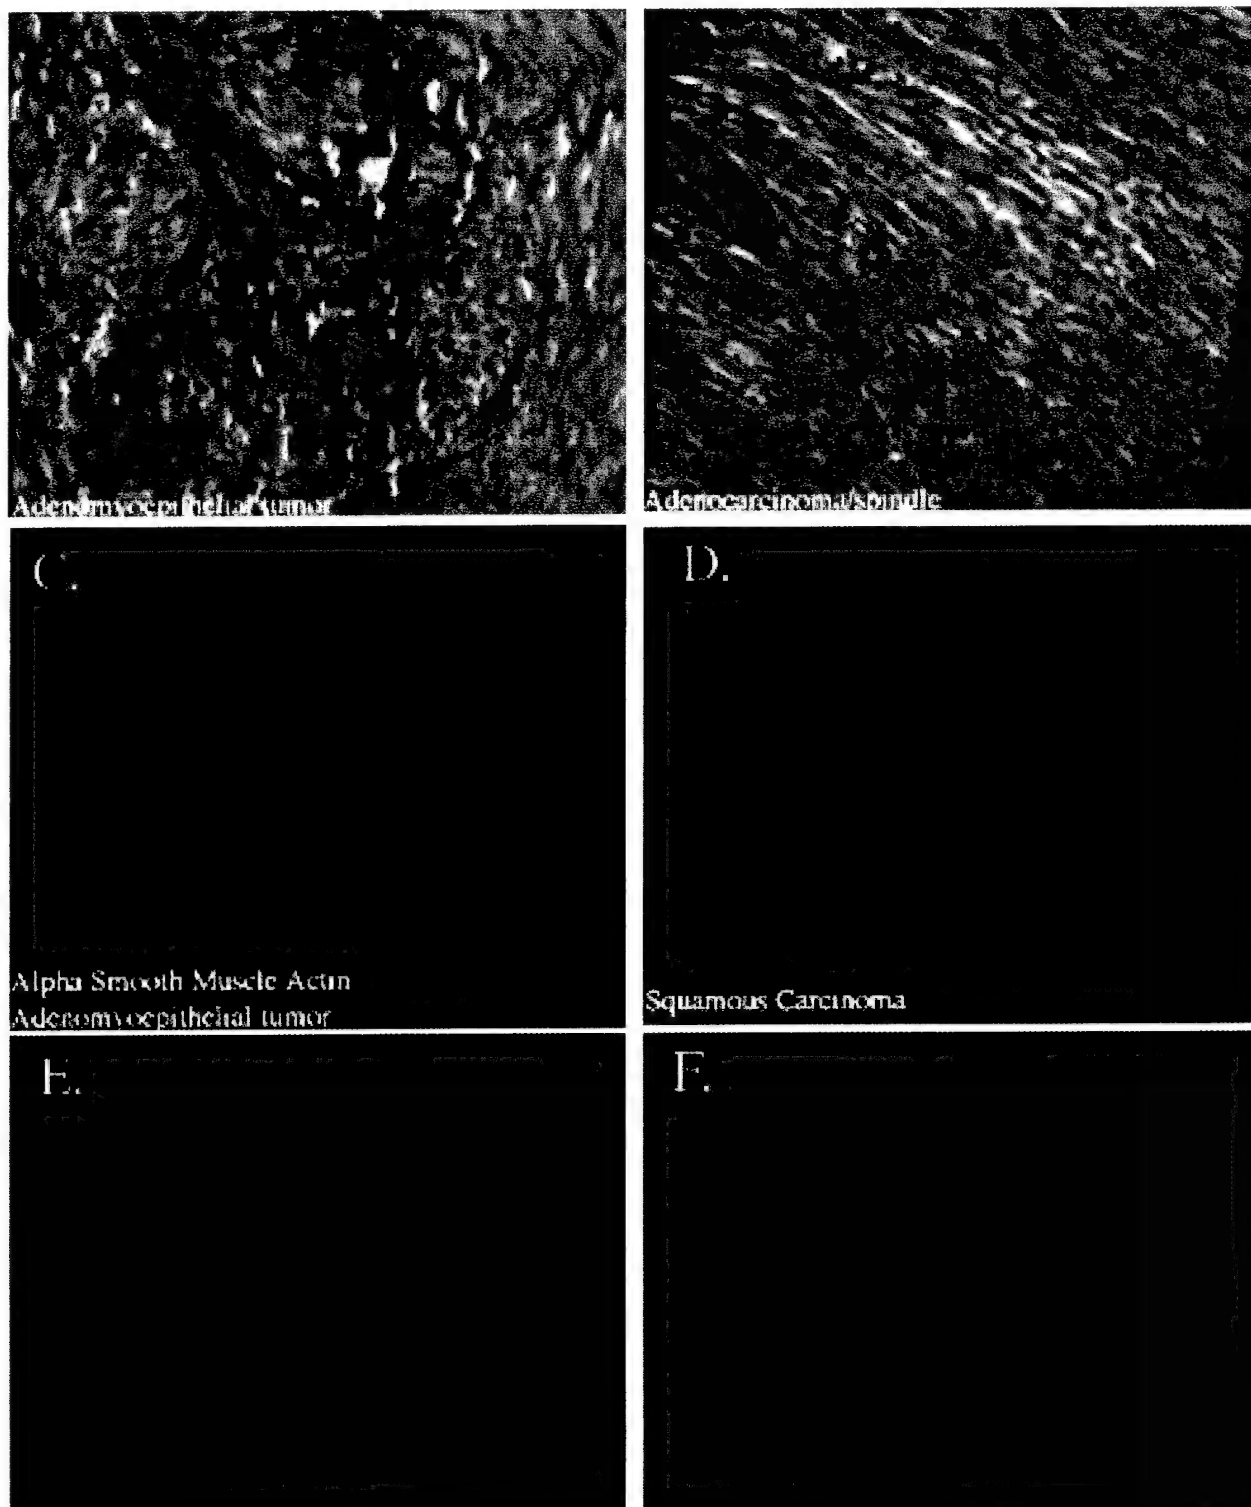 Adenomyoepithelial tumor
Adenocarcinoma/spindle
C.
D.
Alpha Smooth Muscle Actin
Adenomyoepithelial tumor
Squamous Carcinoma
E.
F.